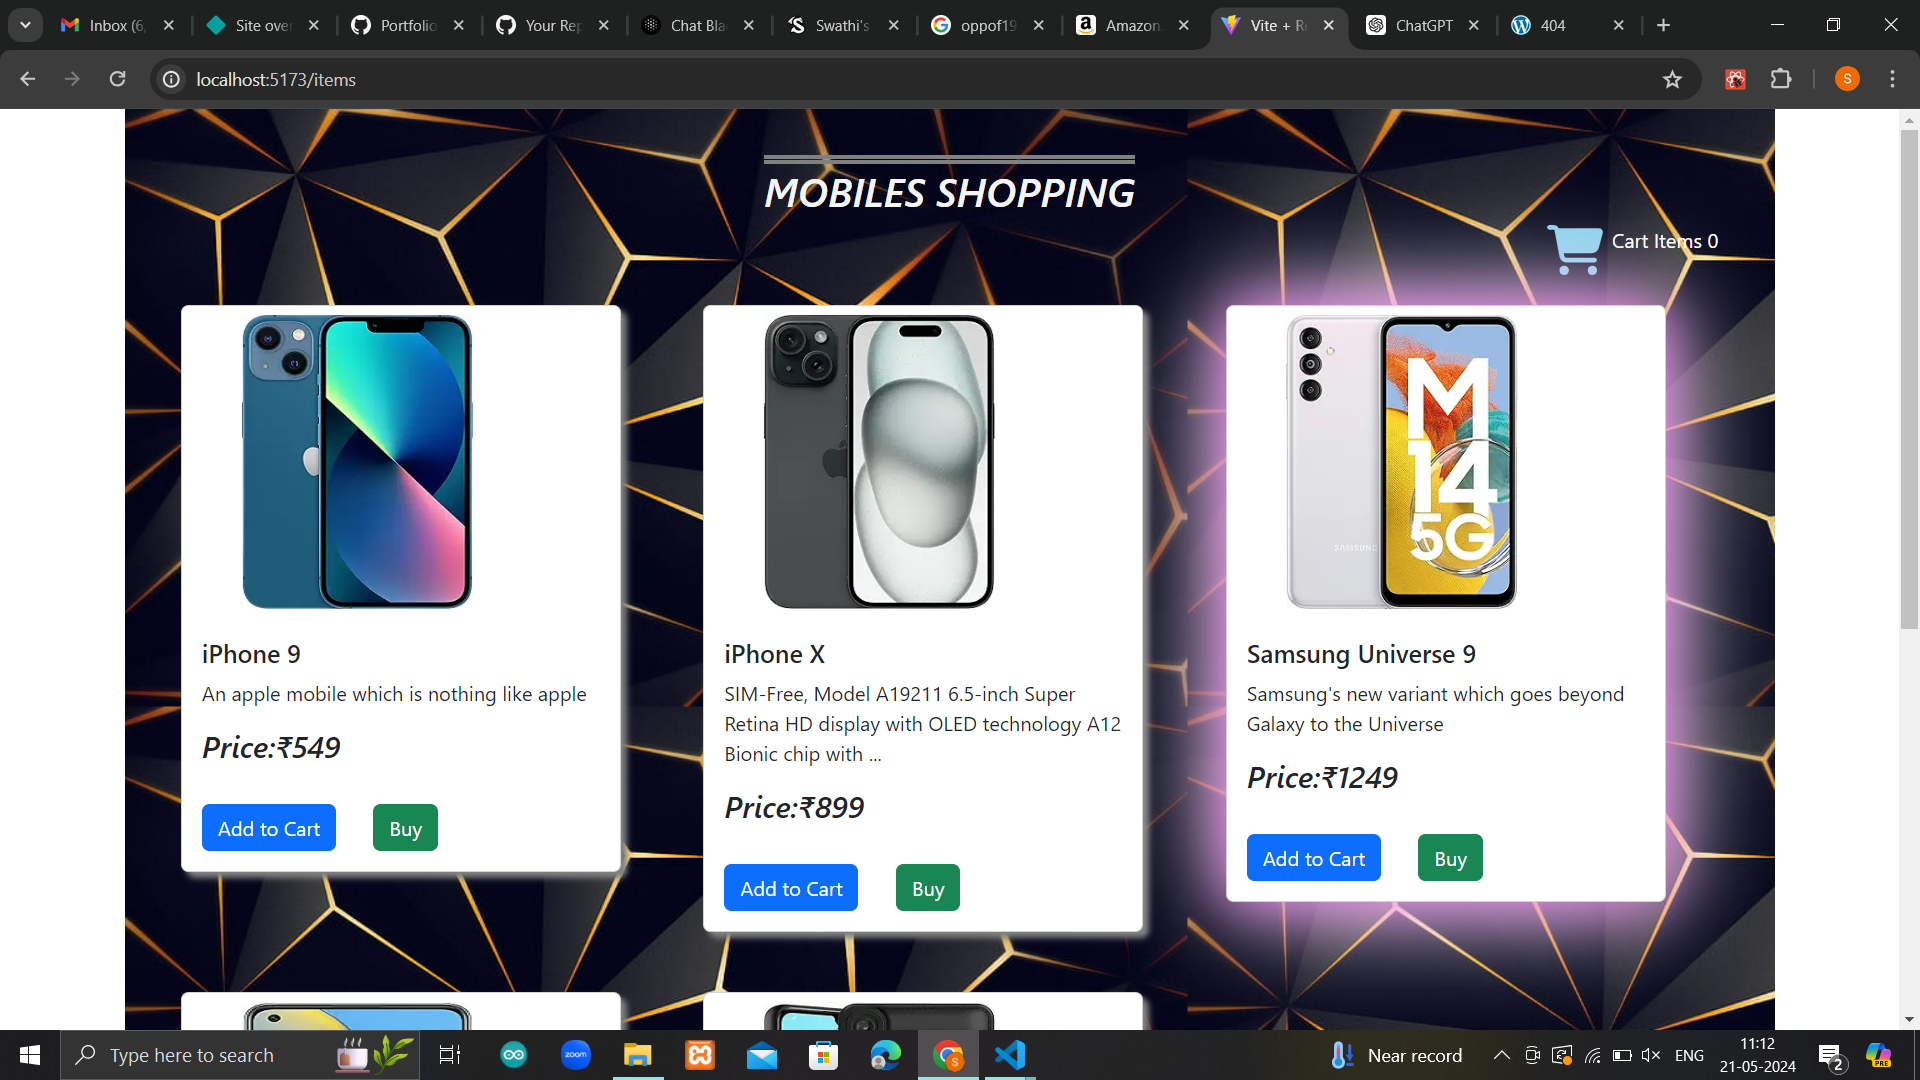 Inbox (6,
Site over
Portfolio
Your Rep
Chat Bla
Swathi's
oppof19
Amazon.
Vite + Re
ChatGPT
404
localhost:5173/items
S
MOBILES SHOPPING
Cart Items 0
M
14
5G
SAMSUNG
iPhone 9
An apple mobile which is nothing like apple
Price:₹549
Add to Cart
Buy
iPhone X
SIM-Free, Model A19211 6.5-inch Super
Retina HD display with OLED technology A12
Bionic chip with ...
Price:₹899
Add to Cart
Buy
Samsung Universe 9
Samsung's new variant which goes beyond
Galaxy to the Universe
Price:₹1249
Add to Cart
Buy
Type here to search
zoom
S
Near record
ENG
11:12
21-05-2024
2
PRE